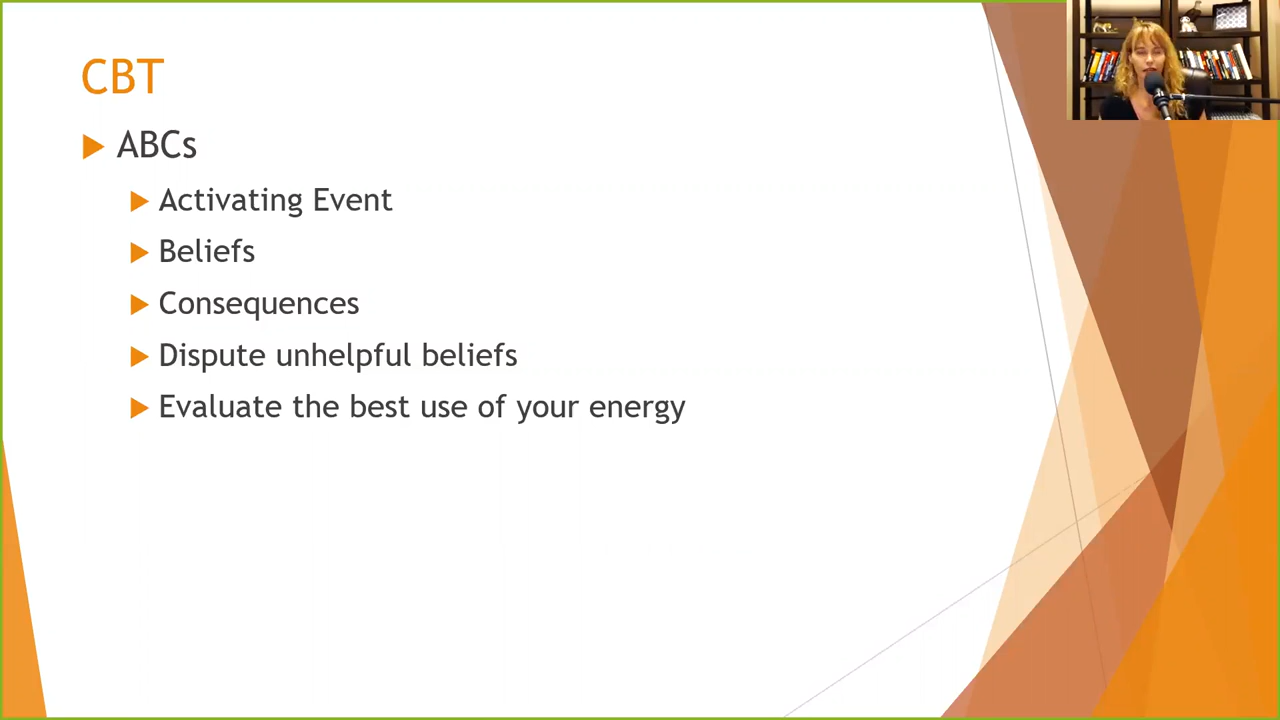 CBT
ABCs
Activating Event
Beliefs
Consequences
Dispute unhelpful beliefs
Evaluate the best use of your energy